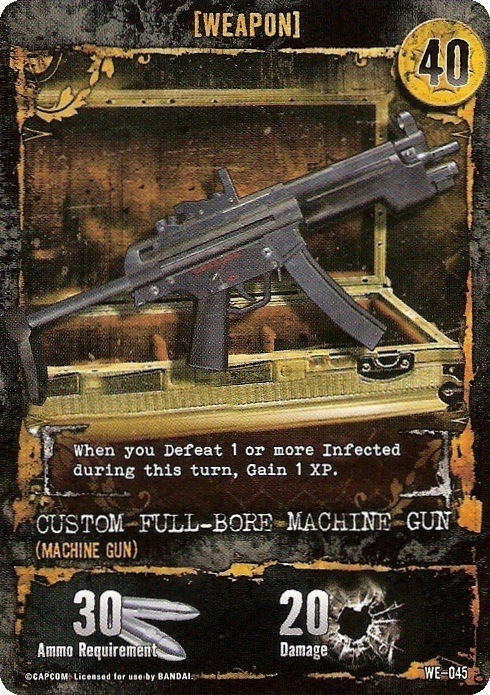 [WEAPON]
40
When you Defeat 1 or more Infected
during this turn, Gain 1 XP.
CUSTOM FULL-BORE MACHINE GUN
(MACHINE GUN)
30
Ammo Requirement
20
Damage
©CAPCOM Licensed for use by BANDAI.
WE-045